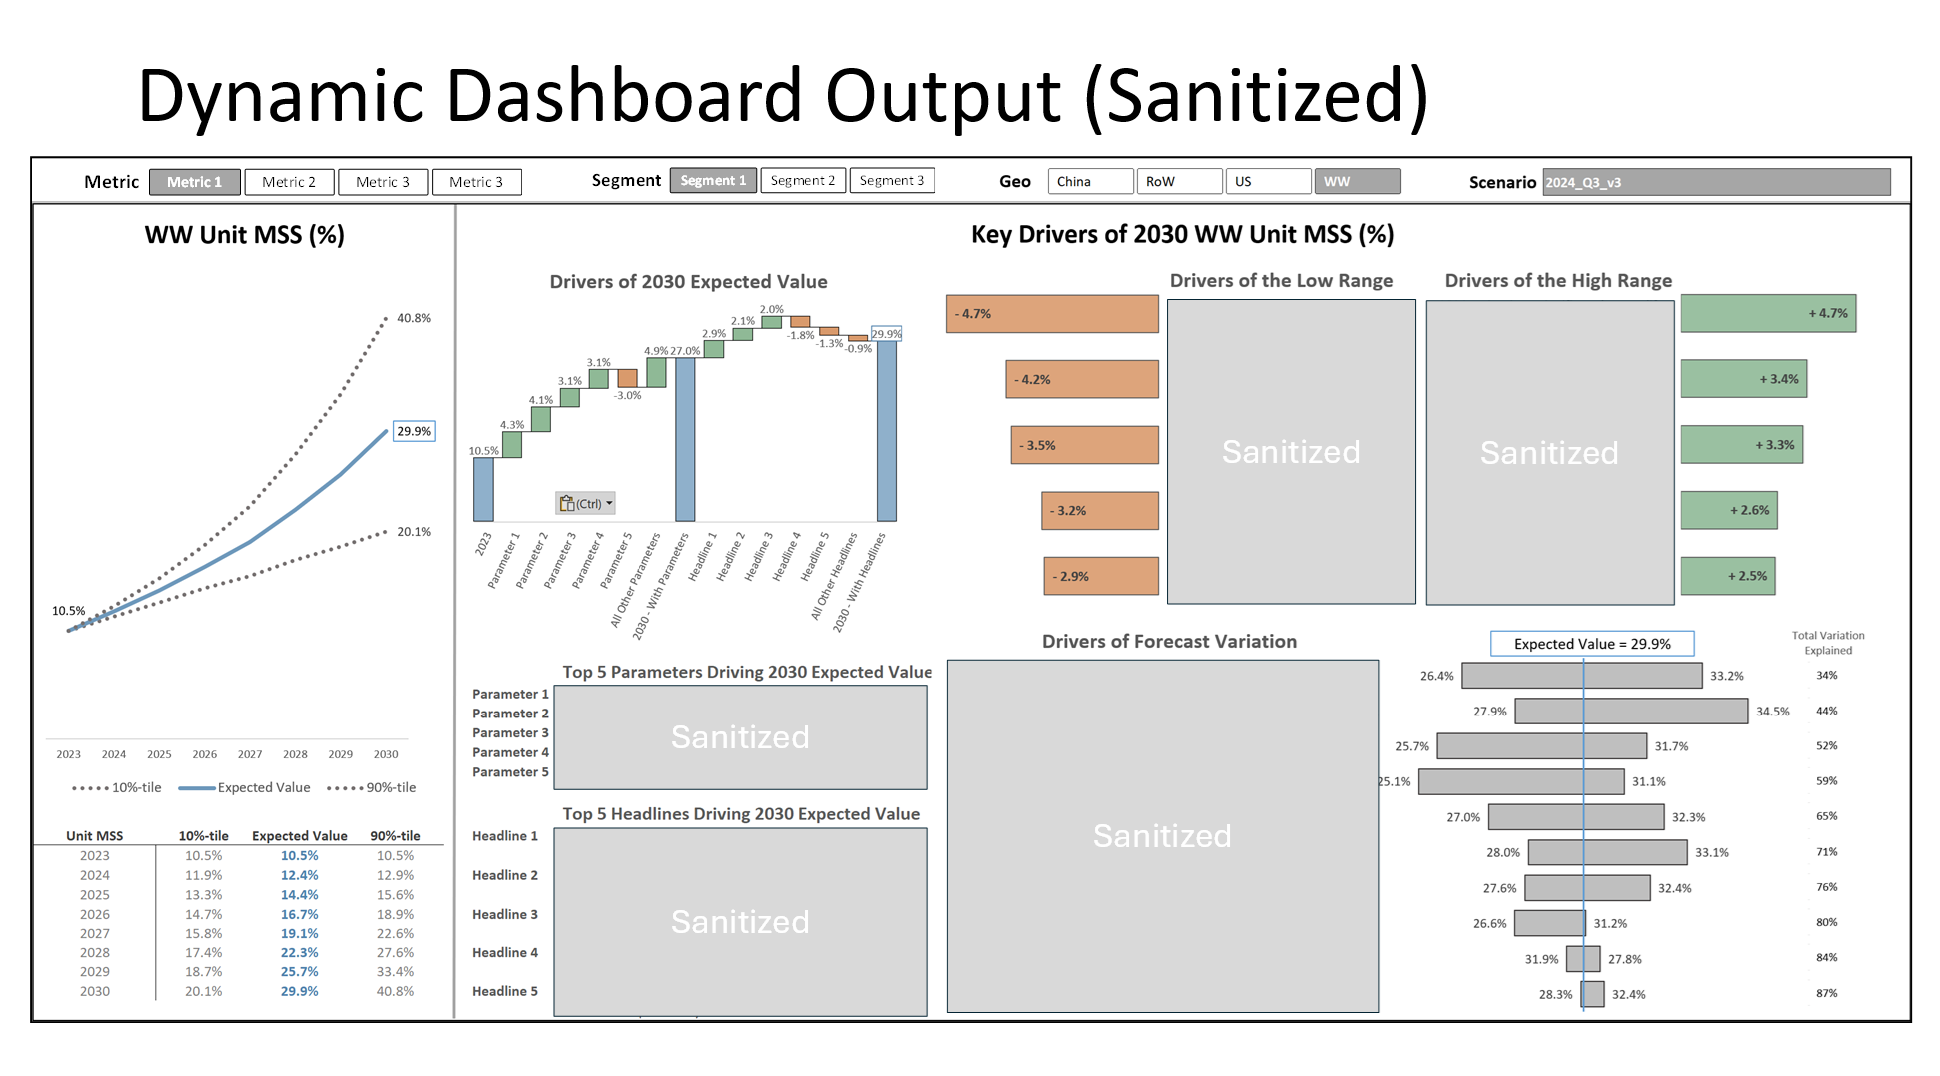 Dynamic Dashboard Output (Sanitized)
Metric Metric 1 Metric 2 Metric 3 Metric 3 Segment Segment 1 Segment 2 Segment 3 Geo China RoW US WW Scenario 2024_Q3_v3
WW Unit MSS (%)
40.8%
29.9%
20.1%
10.5%
2023 2024 2025 2026 2027 2028 2029 2030
10%-tile Expected Value 90%-tile
Unit MSS 10%-tile Expected Value 90%-tile
2023 10.5% 10.5% 10.5%
2024 11.9% 12.4% 12.9%
2025 13.3% 14.4% 15.6%
2026 14.7% 16.7% 18.9%
2027 15.8% 19.1% 22.6%
2028 17.4% 22.3% 27.6%
2029 18.7% 25.7% 33.4%
2030 20.1% 29.9% 40.8%
Key Drivers of 2030 WW Unit MSS (%)
Drivers of 2030 Expected Value
10.5% 4.3% 4.1% 3.1% 3.1% -3.0% 4.9% 27.0% 2.9% 2.1% 2.0% -1.8% -1.3% -0.9% 29.9%
(Ctrl)
2023
Parameter 1
Parameter 2
Parameter 3
Parameter 4
Parameter 5
All Other Parameters
2030 - With Parameters
Headline 1
Headline 2
Headline 3
Headline 4
Headline 5
All Other Headlines
2030 - With Headlines
Top 5 Parameters Driving 2030 Expected Value
Parameter 1
Parameter 2
Parameter 3
Parameter 4
Parameter 5
Sanitized
Top 5 Headlines Driving 2030 Expected Value
Headline 1
Headline 2
Headline 3
Headline 4
Headline 5
Sanitized
Drivers of the Low Range
- 4.7%
- 4.2%
- 3.5%
- 3.2%
- 2.9%
Sanitized
Drivers of the High Range
Sanitized
+ 4.7%
+ 3.4%
+ 3.3%
+ 2.6%
+ 2.5%
Drivers of Forecast Variation
Sanitized
Expected Value = 29.9%
Total Variation
Explained
26.4% 33.2% 34%
27.9% 34.5% 44%
25.7% 31.7% 52%
25.1% 31.1% 59%
27.0% 32.3% 65%
28.0% 33.1% 71%
27.6% 32.4% 76%
26.6% 31.2% 80%
31.9% 27.8% 84%
28.3% 32.4% 87%